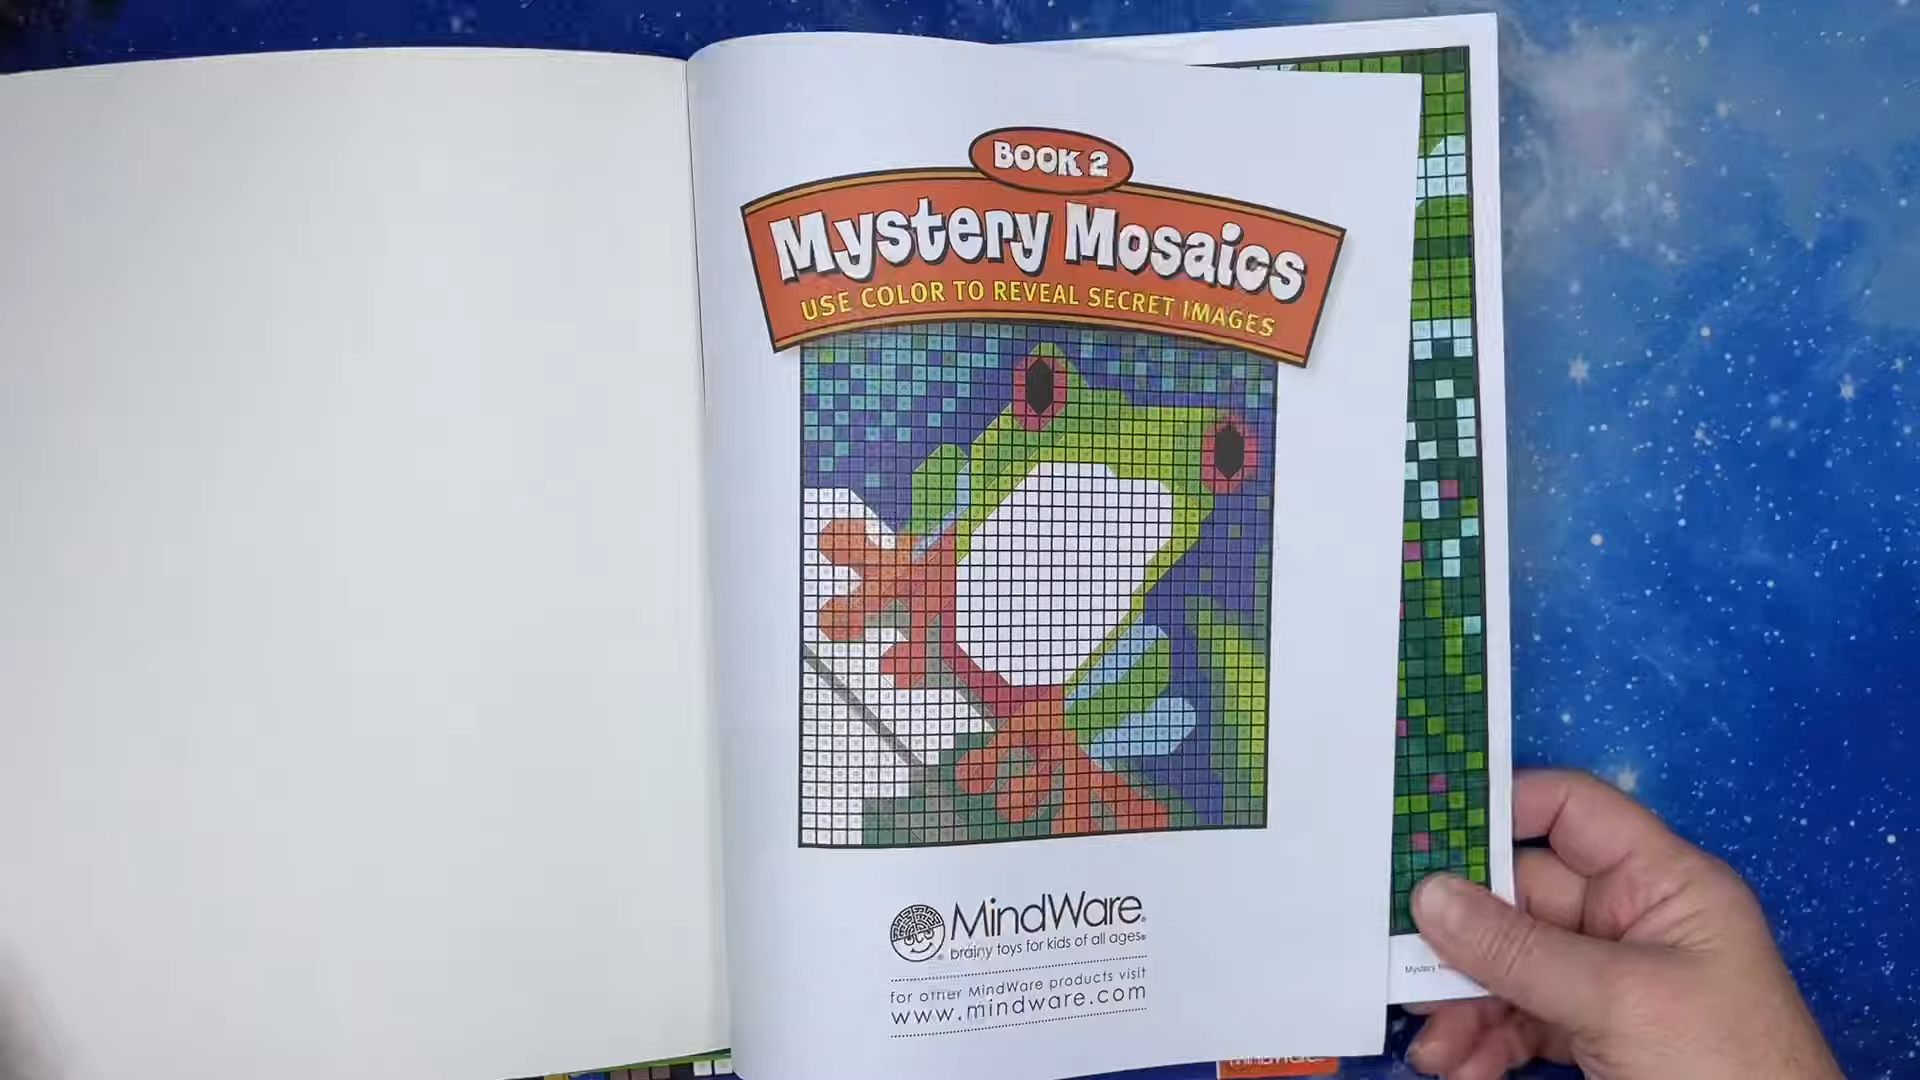 BOOK 2
Mystery Mosaics
USE COLOR TO REVEAL SECRET IMAGES
MindWare®
brainy toys for kids of all ages®
for other MindWare products visit
www.mindware.com
Mystery